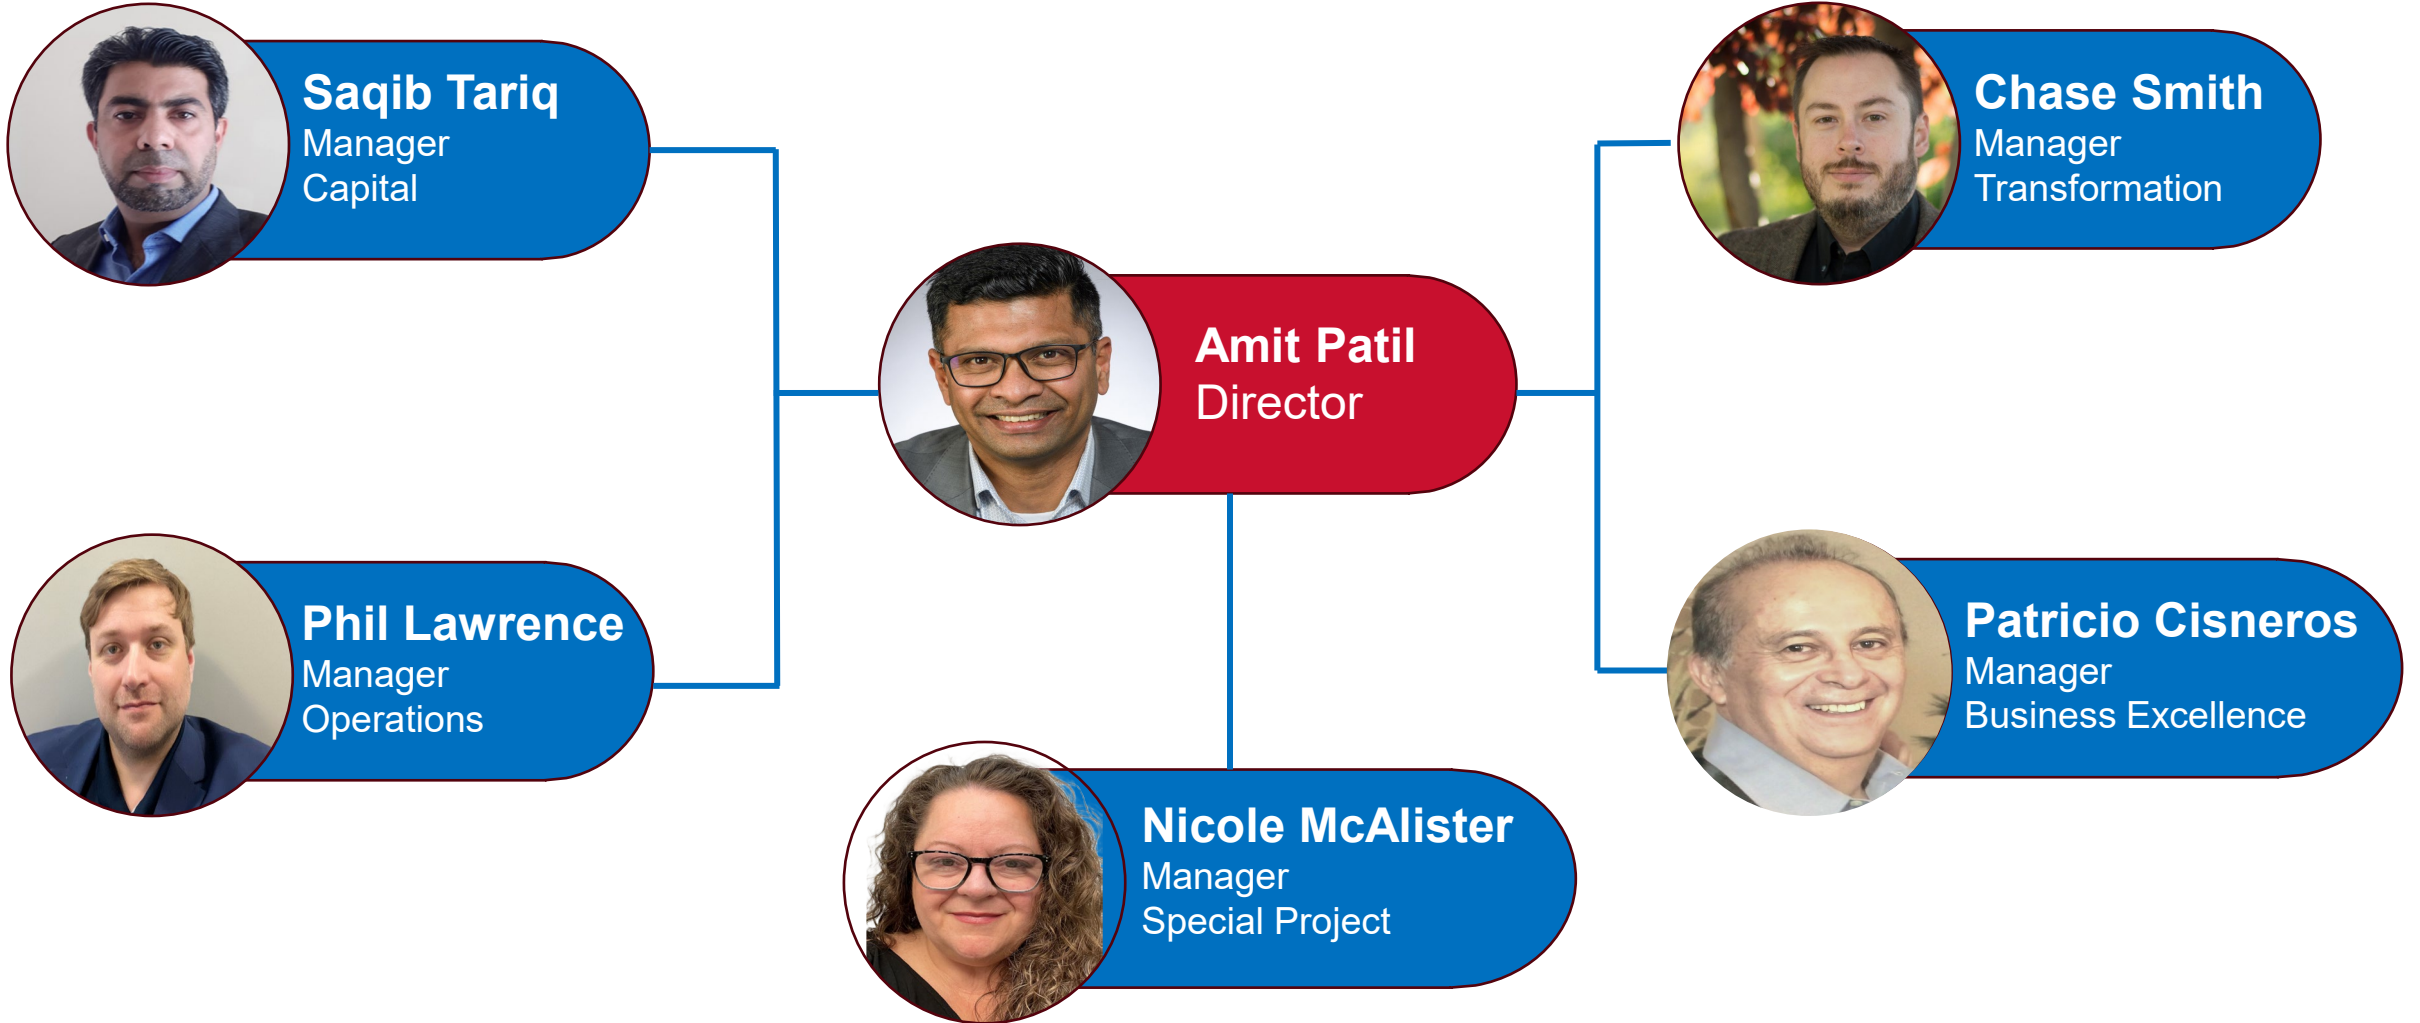 Saqib Tariq
Manager
Capital
Chase Smith
Manager
Transformation
Amit Patil
Director
Phil Lawrence
Manager
Operations
Patricio Cisneros
Manager
Business Excellence
Nicole McAlister
Manager
Special Project